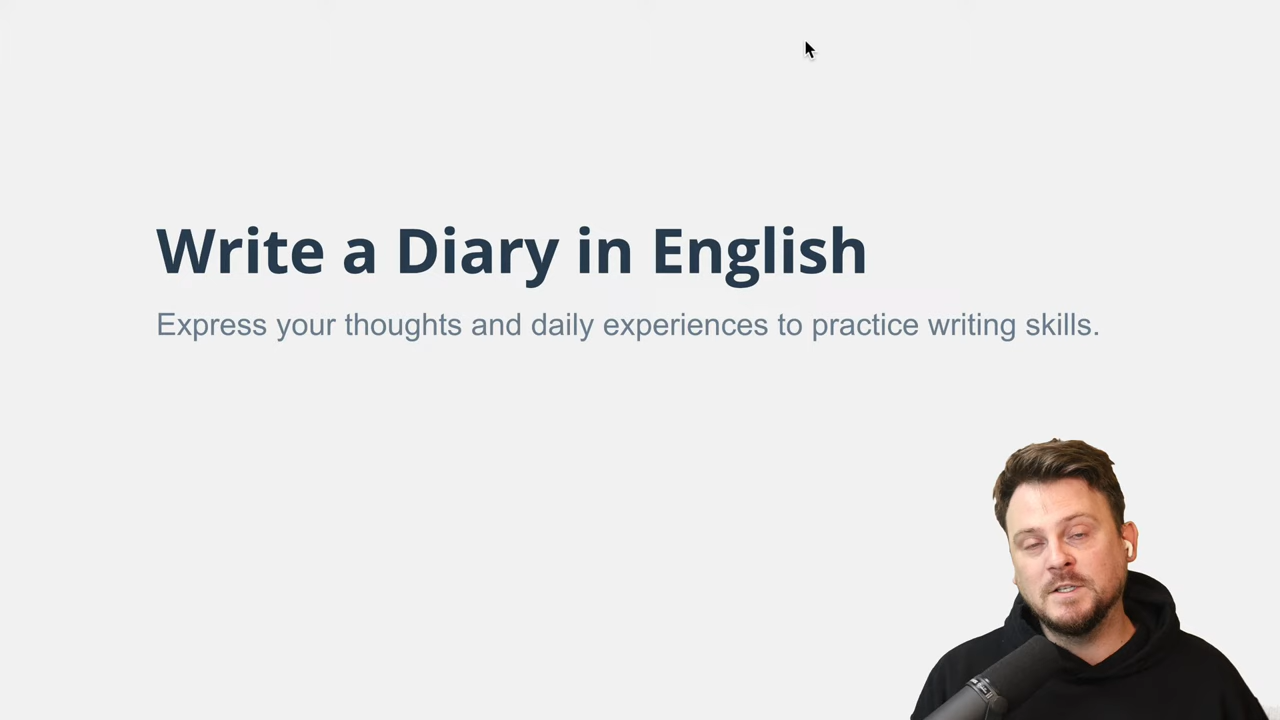 Write a Diary in English
Express your thoughts and daily experiences to practice writing skills.